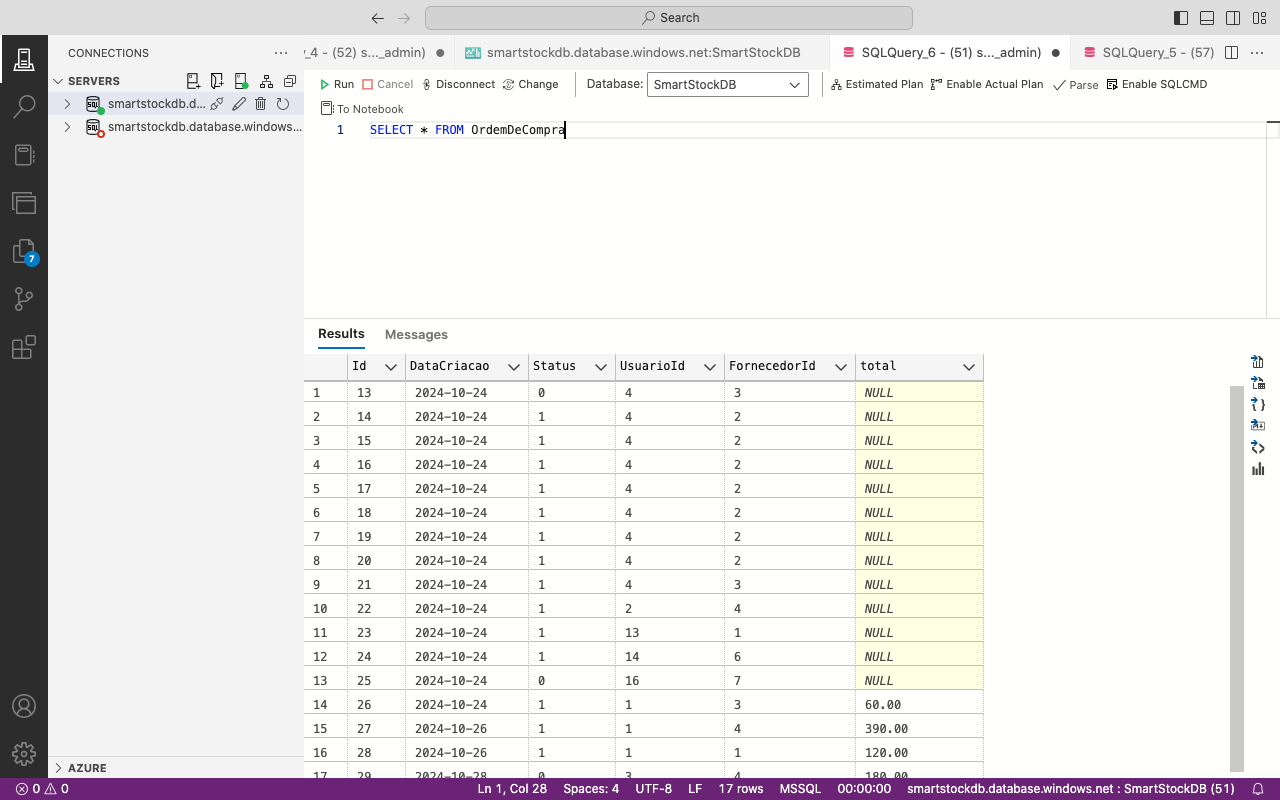 Search
CONNECTIONS
_4 - (52) s..._admin)
smartstockdb.database.windows.net:SmartStockDB
SQLQuery_6 - (51) s..._admin)
SQLQuery_5 - (57)
SERVERS
smartstockdb.d...
smartstockdb.database.windows...
Run
Cancel
Disconnect
Change
Database:
SmartStockDB
Estimated Plan
Enable Actual Plan
Parse
Enable SQLCMD
To Notebook
1 SELECT * FROM OrdemDeCompra
7
Results Messages
Id DataCriacao Status UsuarioId FornecedorId total
1 13 2024-10-24 0 4 3 NULL
2 14 2024-10-24 1 4 2 NULL
3 15 2024-10-24 1 4 2 NULL
4 16 2024-10-24 1 4 2 NULL
5 17 2024-10-24 1 4 2 NULL
6 18 2024-10-24 1 4 2 NULL
7 19 2024-10-24 1 4 2 NULL
8 20 2024-10-24 1 4 2 NULL
9 21 2024-10-24 1 4 3 NULL
10 22 2024-10-24 1 2 4 NULL
11 23 2024-10-24 1 13 1 NULL
12 24 2024-10-24 1 14 6 NULL
13 25 2024-10-24 0 16 7 NULL
14 26 2024-10-24 1 1 3 60.00
15 27 2024-10-26 1 1 4 390.00
16 28 2024-10-26 1 1 1 120.00
17 29 2024-10-28 0 3 4 180.00
AZURE
0 0 Ln 1, Col 28 Spaces: 4 UTF-8 LF 17 rows MSSQL 00:00:00 smartstockdb.database.windows.net : SmartStockDB (51)